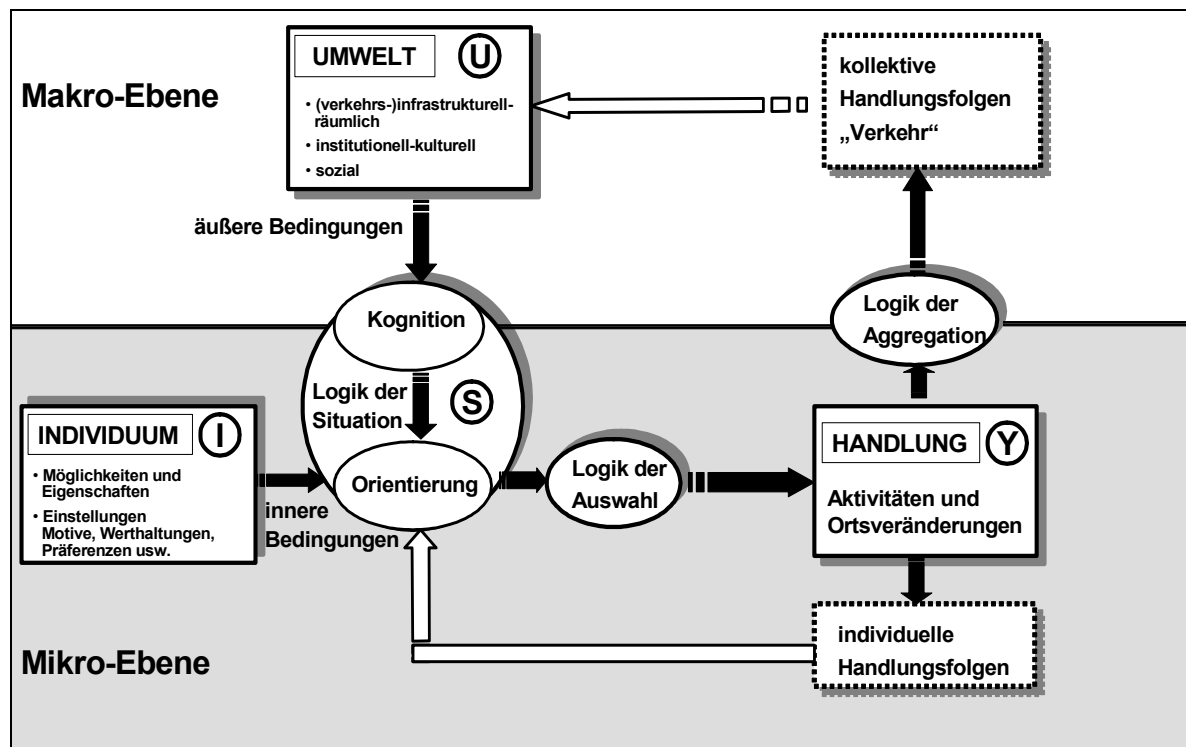 Makro-Ebene
UMWELT
U
• (verkehrs-)infrastrukturell-
räumlich
• institutionell-kulturell
• sozial
kollektive
Handlungsfolgen
„Verkehr“
äußere Bedingungen
Kognition
Logik der
Situation
S
Orientierung
Logik der
Aggregation
INDIVIDUUM
I
• Möglichkeiten und
Eigenschaften
• Einstellungen
Motive, Werthaltungen,
Präferenzen usw.
innere
Bedingungen
Logik der
Auswahl
HANDLUNG
Y
Aktivitäten und
Ortsveränderungen
individuelle
Handlungsfolgen
Mikro-Ebene